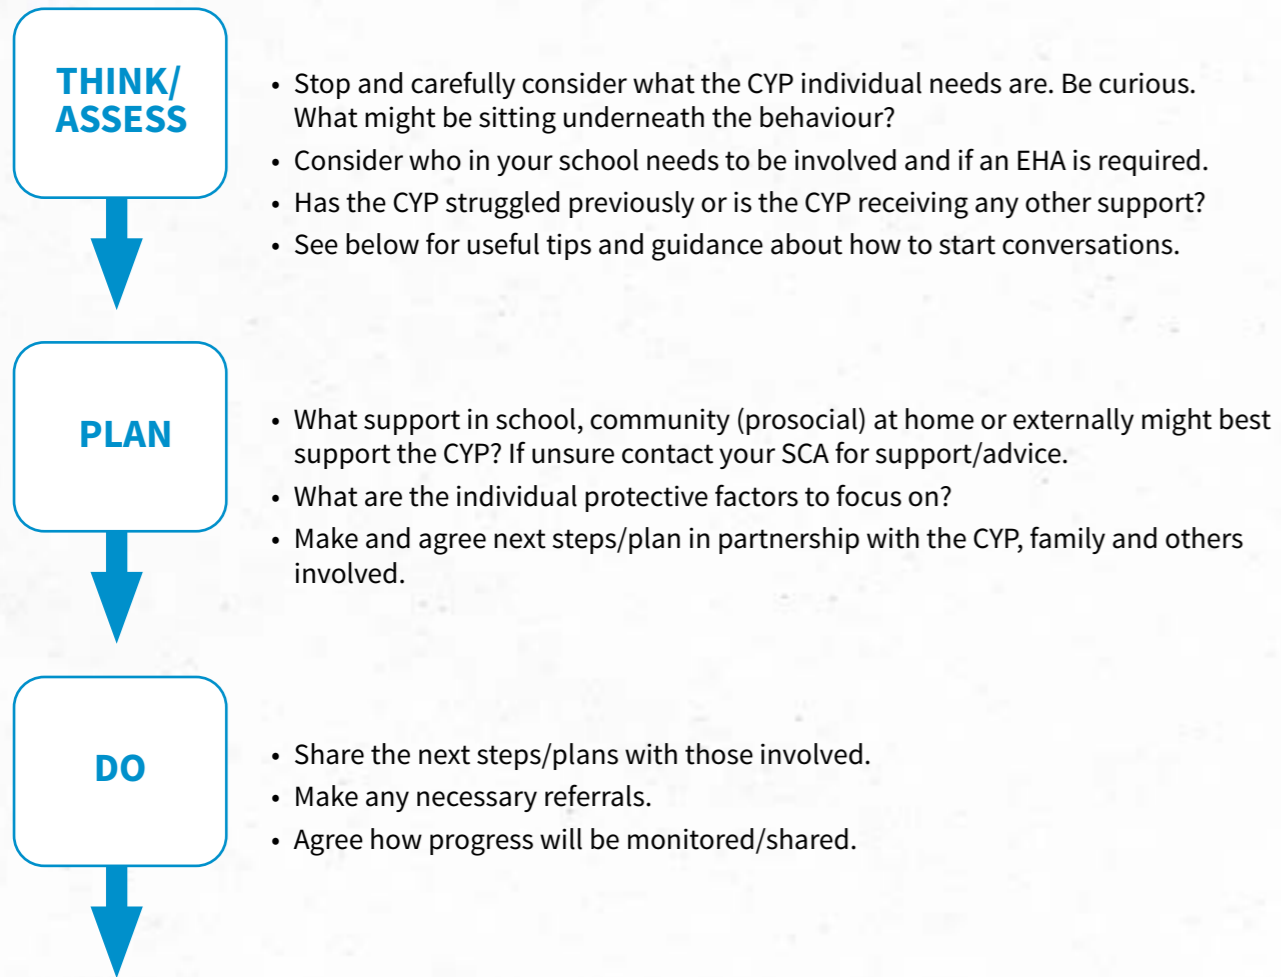 THINK/
ASSESS
• Stop and carefully consider what the CYP individual needs are. Be curious.
What might be sitting underneath the behaviour?
• Consider who in your school needs to be involved and if an EHA is required.
• Has the CYP struggled previously or is the CYP receiving any other support?
• See below for useful tips and guidance about how to start conversations.
PLAN
• What support in school, community (prosocial) at home or externally might best
support the CYP? If unsure contact your SCA for support/advice.
• What are the individual protective factors to focus on?
• Make and agree next steps/plan in partnership with the CYP, family and others
involved.
DO
• Share the next steps/plans with those involved.
• Make any necessary referrals.
• Agree how progress will be monitored/shared.